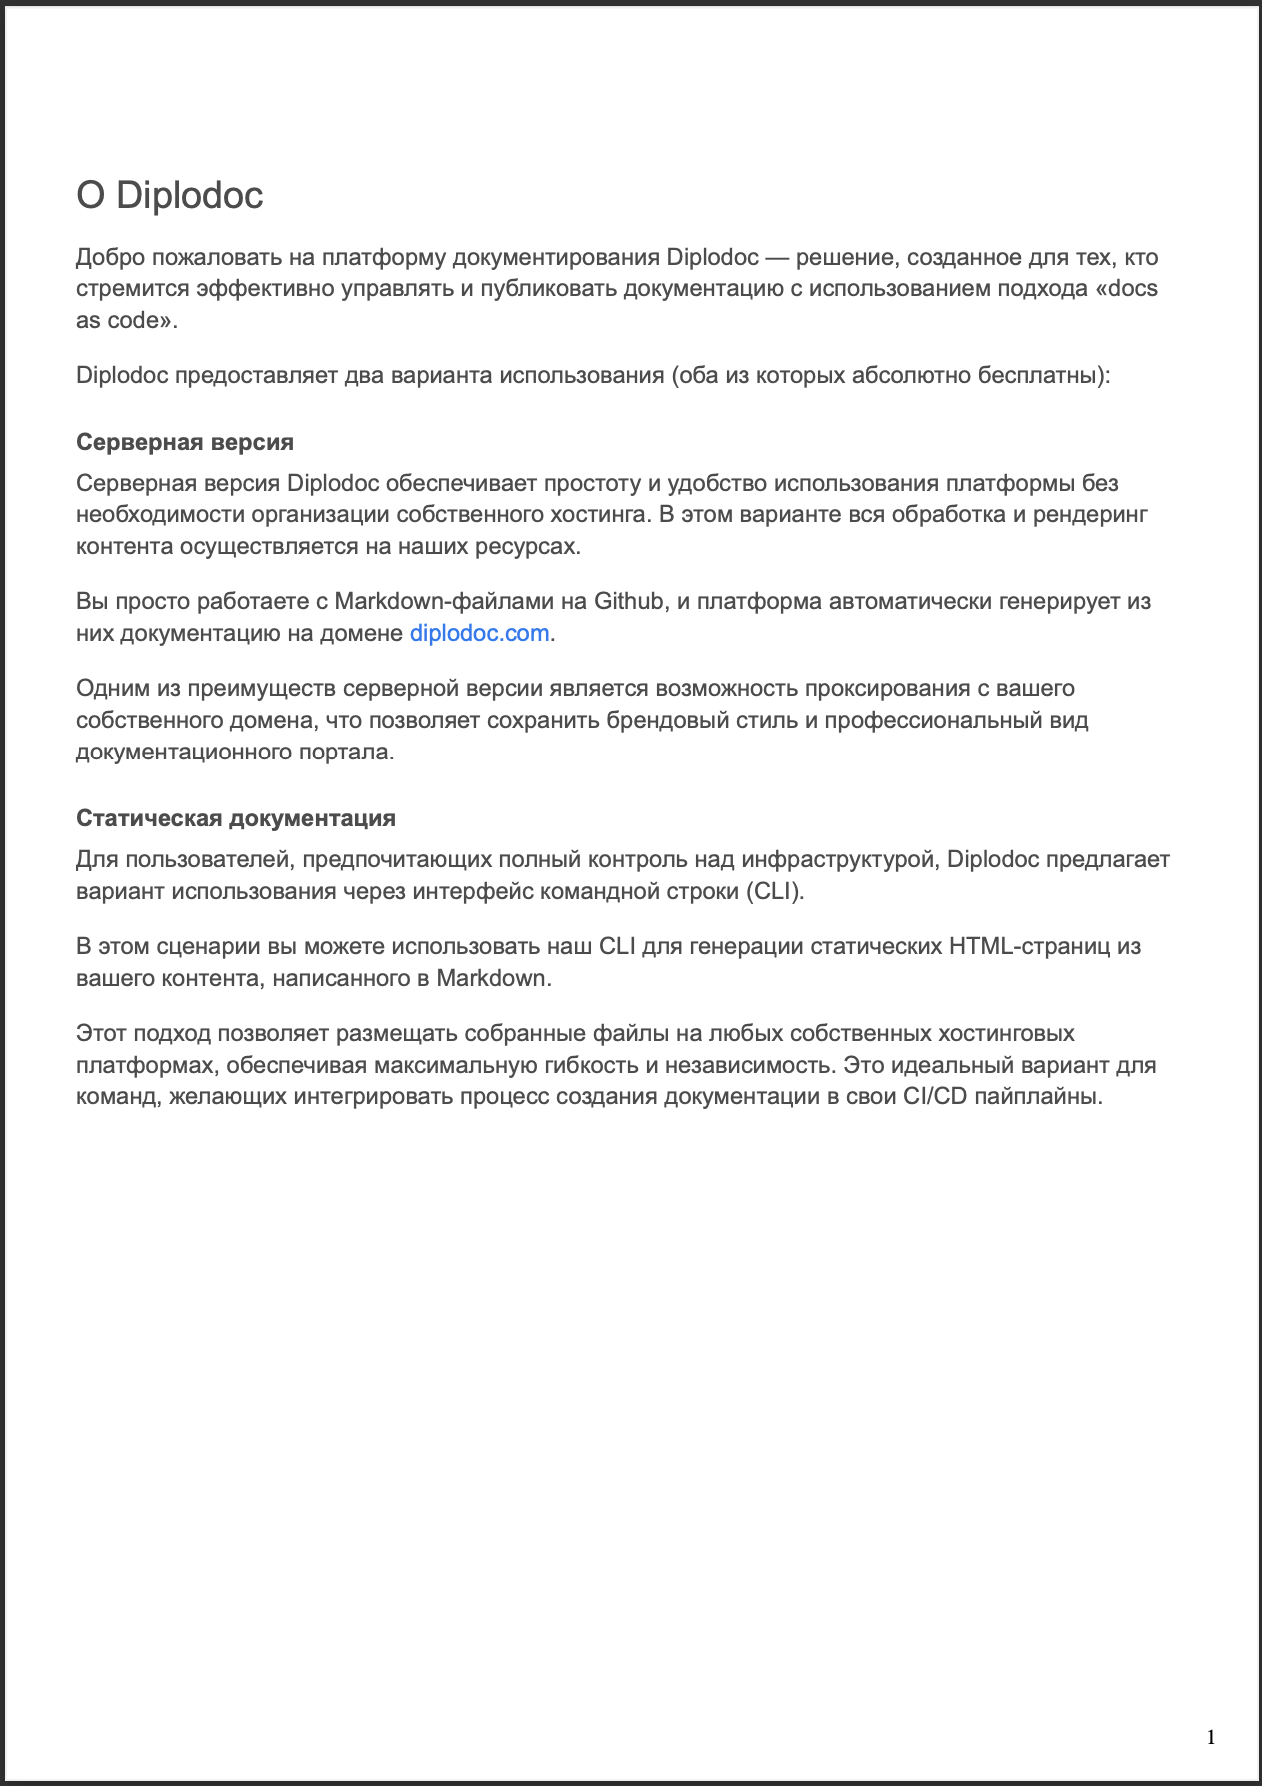 О Diplodoc
Добро пожаловать на платформу документирования Diplodoc — решение, созданное для тех, кто
стремится эффективно управлять и публиковать документацию с использованием подхода «docs
as code».
Diplodoc предоставляет два варианта использования (оба из которых абсолютно бесплатны):
Серверная версия
Серверная версия Diplodoc обеспечивает простоту и удобство использования платформы без
необходимости организации собственного хостинга. В этом варианте вся обработка и рендеринг
контента осуществляется на наших ресурсах.
Вы просто работаете с Markdown-файлами на Github, и платформа автоматически генерирует из
них документацию на домене diplodoc.com.
Одним из преимуществ серверной версии является возможность проксирования с вашего
собственного домена, что позволяет сохранить брендовый стиль и профессиональный вид
документационного портала.
Статическая документация
Для пользователей, предпочитающих полный контроль над инфраструктурой, Diplodoc предлагает
вариант использования через интерфейс командной строки (CLI).
В этом сценарии вы можете использовать наш CLI для генерации статических HTML-страниц из
вашего контента, написанного в Markdown.
Этот подход позволяет размещать собранные файлы на любых собственных хостинговых
платформах, обеспечивая максимальную гибкость и независимость. Это идеальный вариант для
команд, желающих интегрировать процесс создания документации в свои CI/CD пайплайны.
1